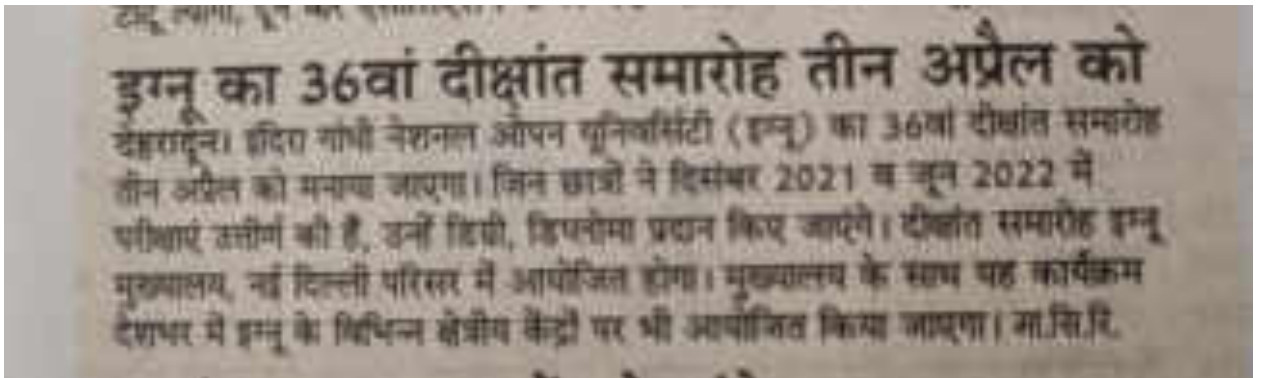 इग्नू का 36वां दीक्षांत समारोह तीन अप्रैल को
देहरादून। इंदिरा गांधी नेशनल ओपन यूनिवर्सिटी (इग्नू) का 36वां दीक्षांत समारोह
तीन अप्रैल को मनाया जाएगा। जिन छात्रों ने दिसंबर 2021 व जून 2022 में
परीक्षाएं उत्तीर्ण की हैं, उन्हें डिग्री, डिप्लोमा प्रदान किए जाएंगे। दीक्षांत समारोह इग्नू
मुख्यालय, नई दिल्ली परिसर में आयोजित होगा। मुख्यालय के साथ यह कार्यक्रम
देशभर में इग्नू के विभिन्न क्षेत्रीय केंद्रों पर भी आयोजित किया जाएगा। मा.सि.रि.